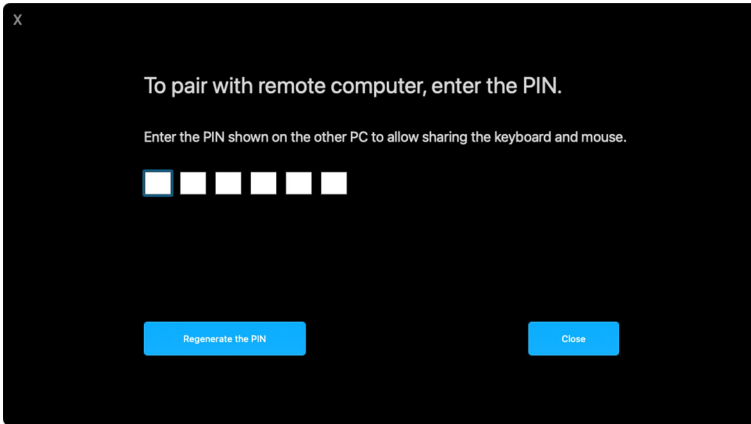 X
To pair with remote computer, enter the PIN.
Enter the PIN shown on the other PC to allow sharing the keyboard and mouse.
Regenerate the PIN
Close